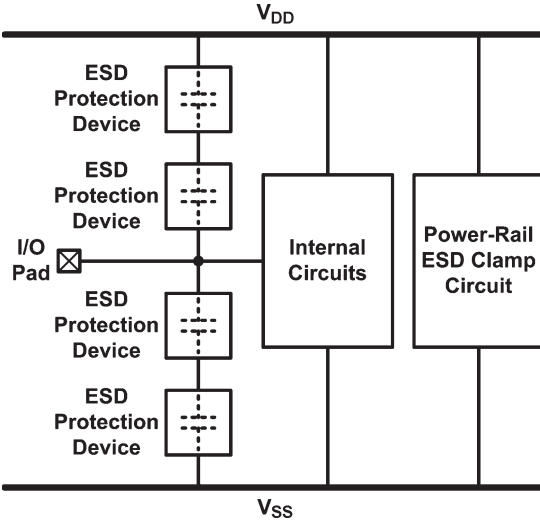 VDD
ESD
Protection
Device
ESD
Protection
Device
I/O
Pad
Internal
Circuits
Power-Rail
ESD Clamp
Circuit
ESD
Protection
Device
ESD
Protection
Device
VSS